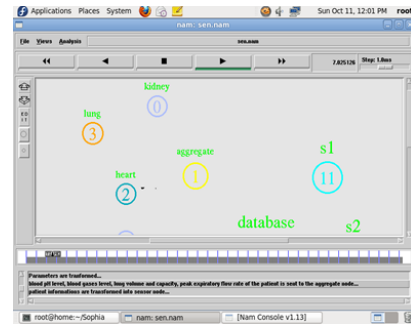 Applications Places System
Sun Oct 11, 12:01 PM root
nam: sen.nam
File Views Analysis
sen.nam
7.025126
Step: 1.0ms
kidney
0
lung
3
aggregate
1
heart
2
s1
11
database
s2
Parameters are tranformed...
blood pH level, blood gases level, lung volume and capacity, peak expiratory flow rate of the patient is sent to the aggregate node...
patient informations are transformed into sensor node...
root@home:~/Sophia
nam: sen.nam
[Nam Console v1.13]